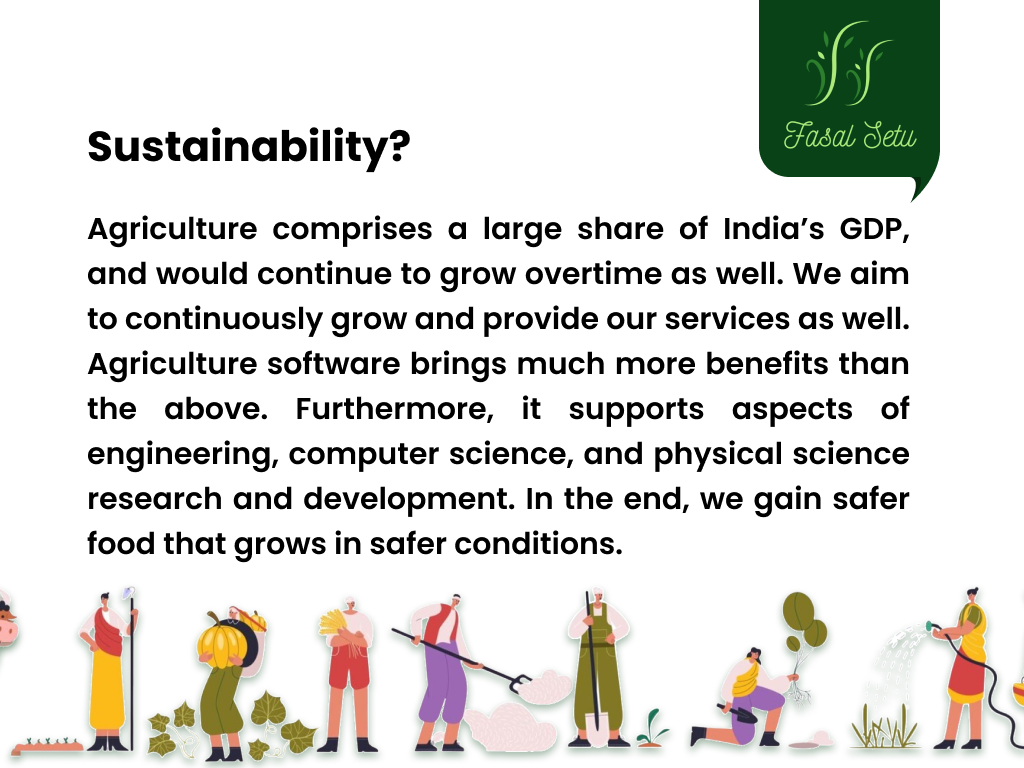 Fasal Setu
Sustainability?
Agriculture comprises a large share of India’s GDP,
and would continue to grow overtime as well. We aim
to continuously grow and provide our services as well.
Agriculture software brings much more benefits than
the above. Furthermore, it supports aspects of
engineering, computer science, and physical science
research and development. In the end, we gain safer
food that grows in safer conditions.